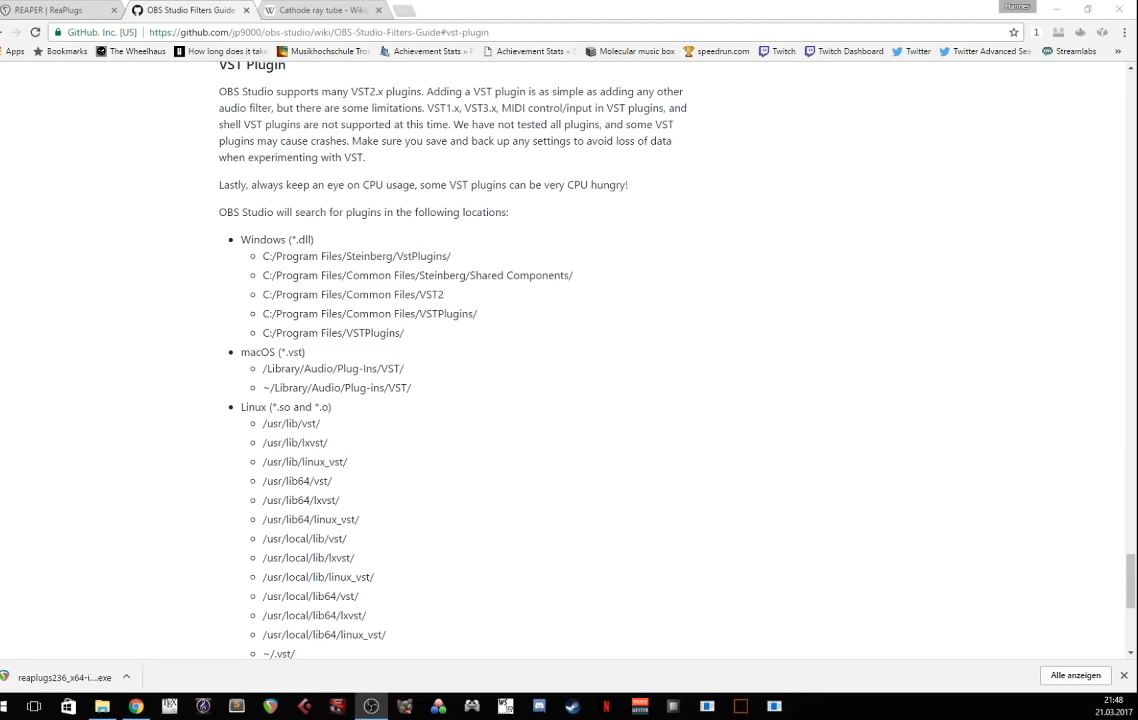 REAPER | ReaPlugs
OBS Studio Filters Guide
Cathode ray tube - Wiki
Hannes
GitHub, Inc. [US]
https://github.com/jp9000/obs-studio/wiki/OBS-Studio-Filters-Guide#vst-plugin
Apps
Bookmarks
The Wheelhaus
How long does it take
Musikhochschule Tros
Achievement Stats
Achievement Stats
Molecular music box
speedrun.com
Twitch
Twitch Dashboard
Twitter
Twitter Advanced Sea
Streamlabs
VST Plugin
OBS Studio supports many VST2.x plugins. Adding a VST plugin is as simple as adding any other
audio filter, but there are some limitations. VST1.x, VST3.x, MIDI control/input in VST plugins, and
shell VST plugins are not supported at this time. We have not tested all plugins, and some VST
plugins may cause crashes. Make sure you save and back up any settings to avoid loss of data
when experimenting with VST.
Lastly, always keep an eye on CPU usage, some VST plugins can be very CPU hungry!
OBS Studio will search for plugins in the following locations:
Windows (*.dll)
C:/Program Files/Steinberg/VstPlugins/
C:/Program Files/Common Files/Steinberg/Shared Components/
C:/Program Files/Common Files/VST2
C:/Program Files/Common Files/VSTPlugins/
C:/Program Files/VSTPlugins/
macOS (*.vst)
/Library/Audio/Plug-Ins/VST/
~/Library/Audio/Plug-ins/VST/
Linux (*.so and *.o)
/usr/lib/vst/
/usr/lib/lxvst/
/usr/lib/linux_vst/
/usr/lib64/vst/
/usr/lib64/lxvst/
/usr/lib64/linux_vst/
/usr/local/lib/vst/
/usr/local/lib/lxvst/
/usr/local/lib/linux_vst/
/usr/local/lib64/vst/
/usr/local/lib64/lxvst/
/usr/local/lib64/linux_vst/
~/.vst/
reaplugs236_x64-i....exe
Alle anzeigen
21:48
21.03.2017